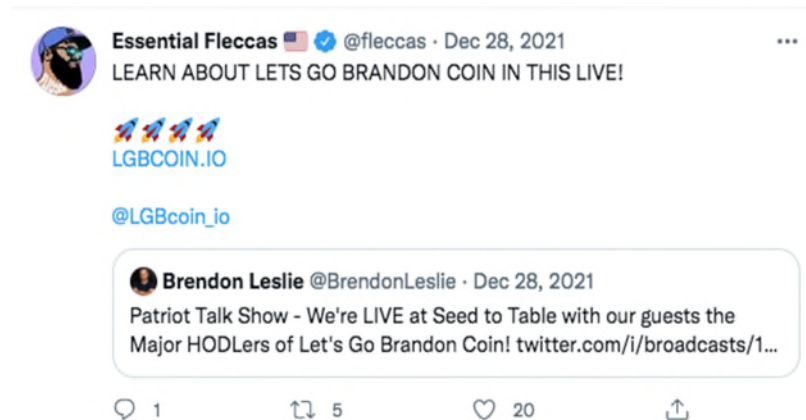 Essential Fleccas 🇺🇸 @fleccas · Dec 28, 2021
LEARN ABOUT LETS GO BRANDON COIN IN THIS LIVE!
🚀🚀🚀🚀
LGBCOIN.IO
@LGBcoin_io
Brendon Leslie @BrendonLeslie · Dec 28, 2021
Patriot Talk Show - We're LIVE at Seed to Table with our guests the
Major HODLers of Let's Go Brandon Coin! twitter.com/i/broadcasts/1...
1 5 20